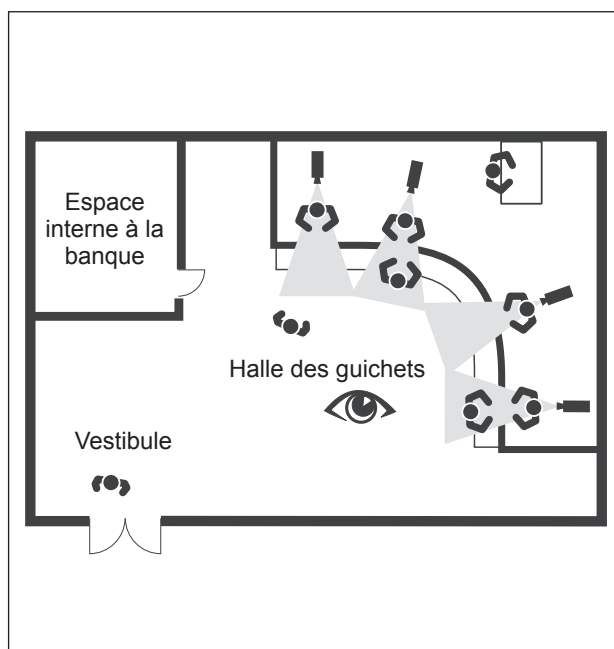 Espace
interne à la
banque
Halle des guichets
Vestibule